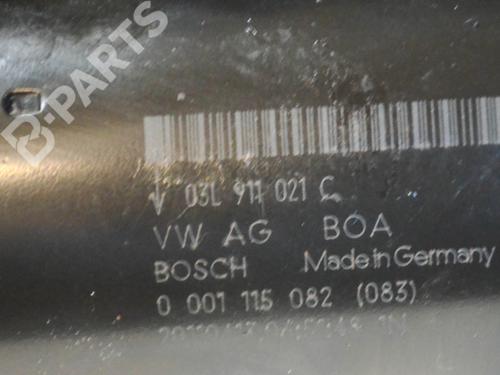 B-PARTS
V 03L 911 021 C
VW AG BOA
BOSCH Made in Germany
0 001 115 082 (083)